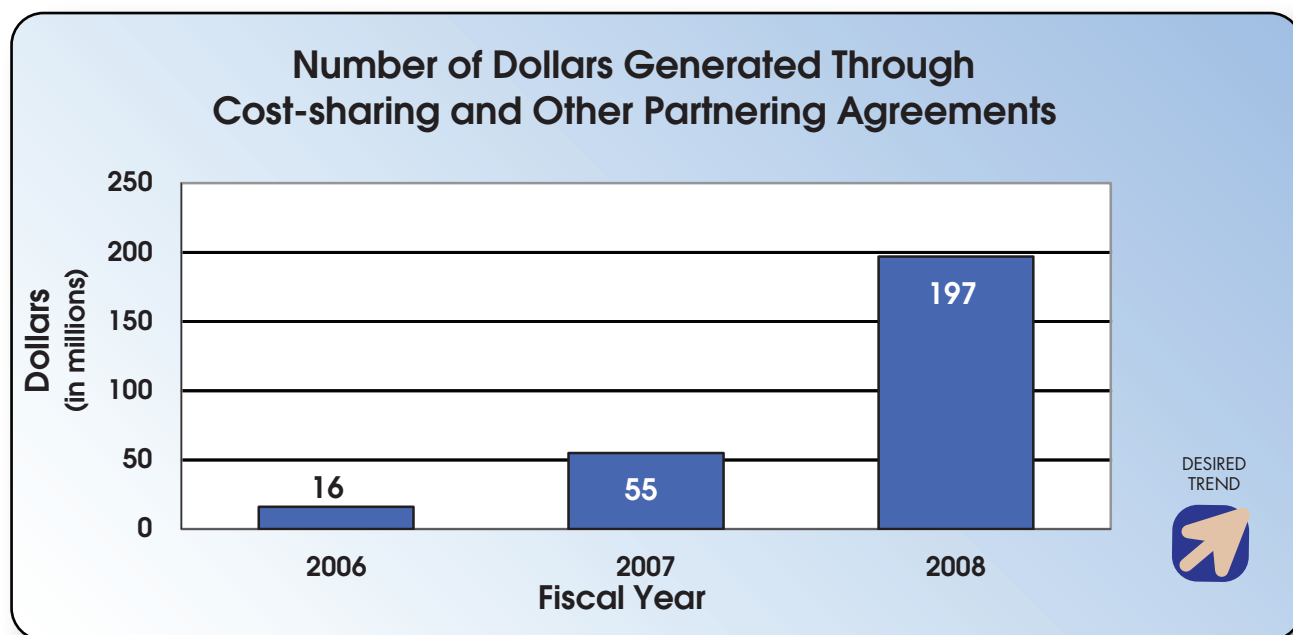 Number of Dollars Generated Through
Cost-sharing and Other Partnering Agreements
Dollars
(in millions)
250
200
150
100
50
0
16
55
197
2006
2007
2008
Fiscal Year
DESIRED
TREND